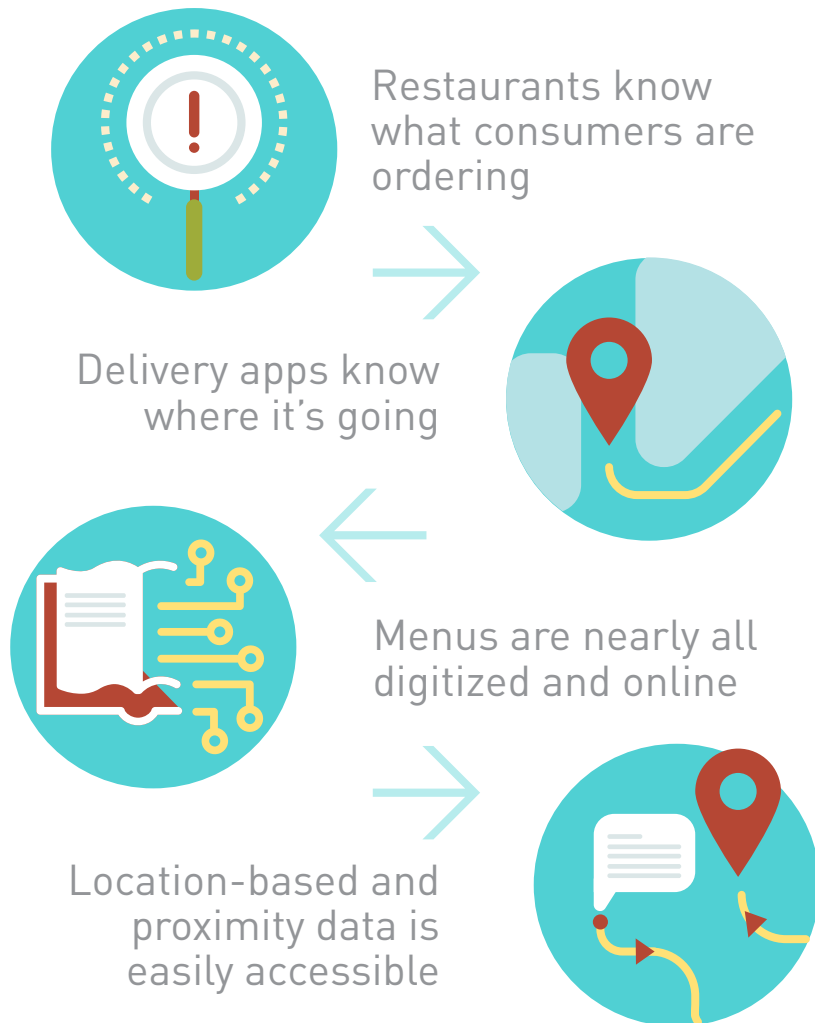 Restaurants know
what consumers are
ordering
Delivery apps know
where it’s going
Menus are nearly all
digitized and online
Location-based and
proximity data is
easily accessible